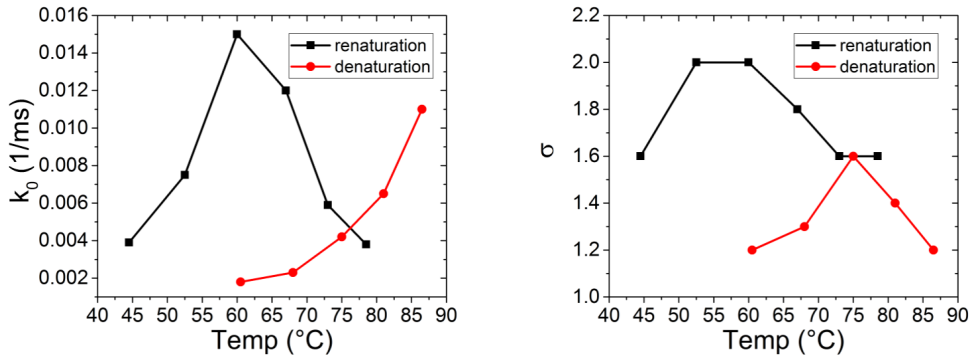 0.016
0.014
0.012
0.010
0.008
0.006
0.004
0.002
k0 (1/ms)
renaturation
denaturation
40 45 50 55 60 65 70 75 80 85 90
Temp (°C)
2.2
2.0
1.8
1.6
1.4
1.2
1.0
σ
renaturation
denaturation
40 45 50 55 60 65 70 75 80 85 90
Temp (°C)